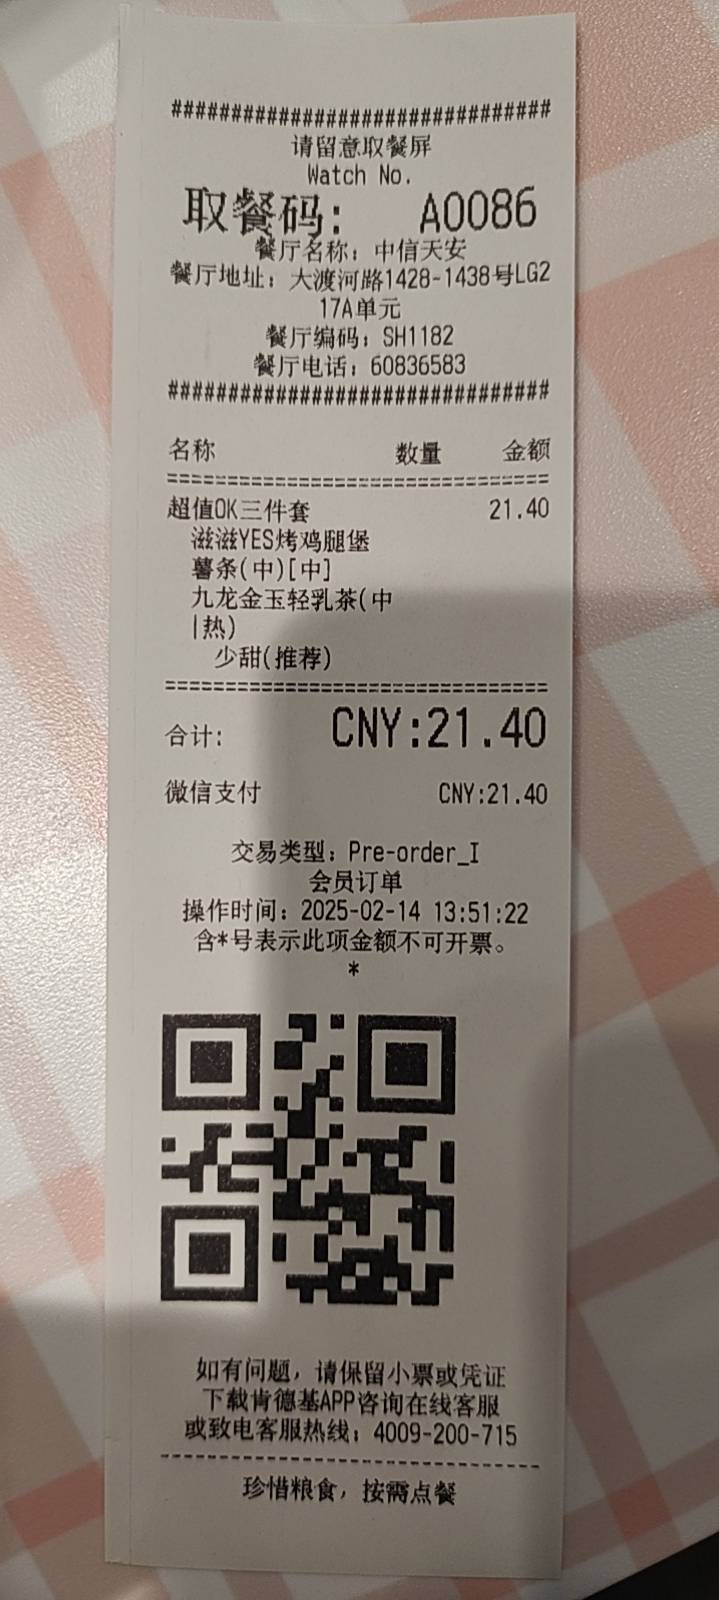 ################################
请留意取餐屏
Watch No.
取餐码: A0086
餐厅名称: 中信天安
餐厅地址: 大渡河路1428-1438号LG2
17A单元
餐厅编码: SH1182
餐厅电话: 60836583
################################
名称 数量 金额
================================
超值OK三件套 21.40
滋滋YES烤鸡腿堡
薯条(中)[中]
九龙金玉轻乳茶(中
|热)
少甜(推荐)
================================
合计: CNY:21.40
微信支付 CNY:21.40
交易类型: Pre-order_I
会员订单
操作时间: 2025-02-14 13:51:22
含*号表示此项金额不可开票。
*
如有问题，请保留小票或凭证
下载肯德基APP咨询在线客服
或致电客服热线: 4009-200-715
--------------------------------
珍惜粮食，按需点餐